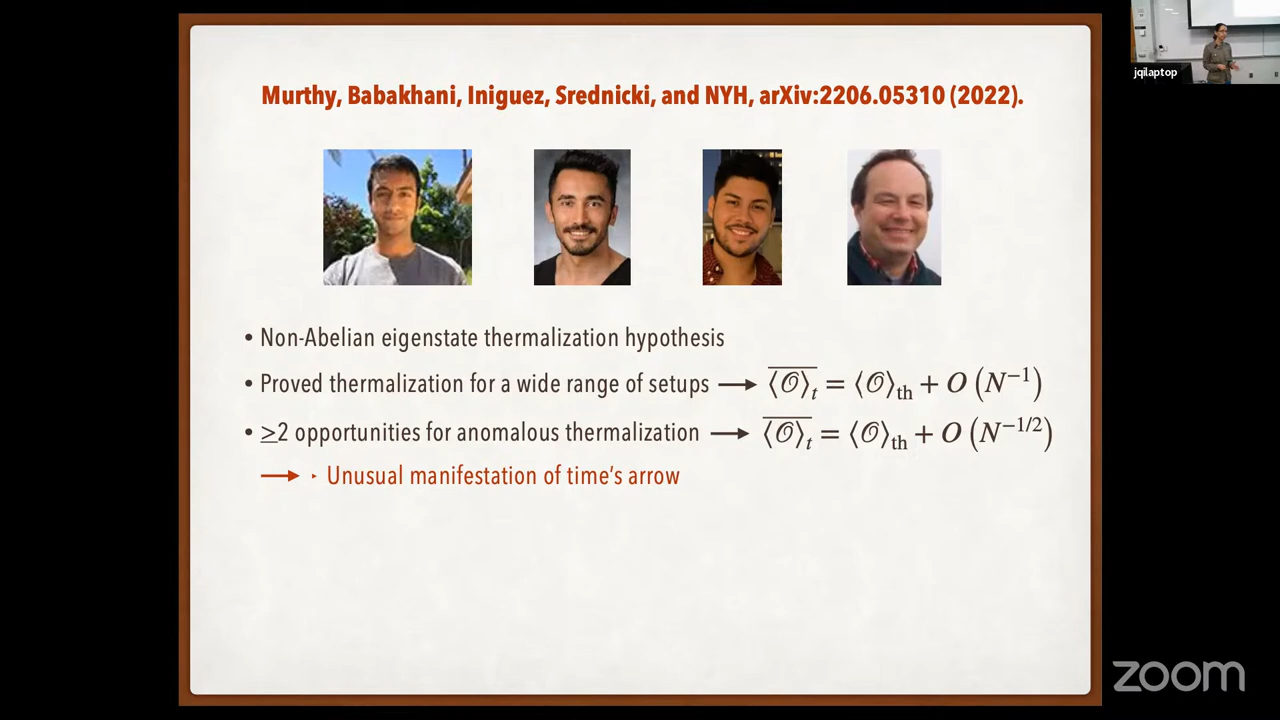 Murthy, Babakhani, Iniguez, Srednicki, and NYH, arXiv:2206.05310 (2022).
• Non-Abelian eigenstate thermalization hypothesis
• Proved thermalization for a wide range of setups ⟶ $\overline{\langle \mathcal{O} \rangle_t} = \langle \mathcal{O} \rangle_{\text{th}} + O\left(N^{-1}\right)$
• ≥2 opportunities for anomalous thermalization ⟶ $\overline{\langle \mathcal{O} \rangle_t} = \langle \mathcal{O} \rangle_{\text{th}} + O\left(N^{-1/2}\right)$
⟶ ‣ Unusual manifestation of time's arrow
jqilaptop
zoom